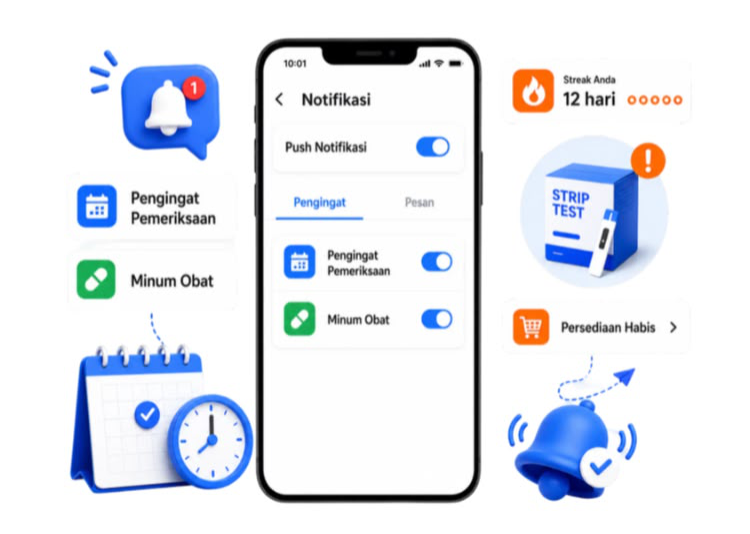 1
Pengingat
Pemeriksaan
Minum Obat
10:01
Notifikasi
Push Notifikasi
Pengingat
Pesan
Pengingat
Pemeriksaan
Minum Obat
Streak Anda
12 hari
!
STRIP
TEST
Persediaan Habis